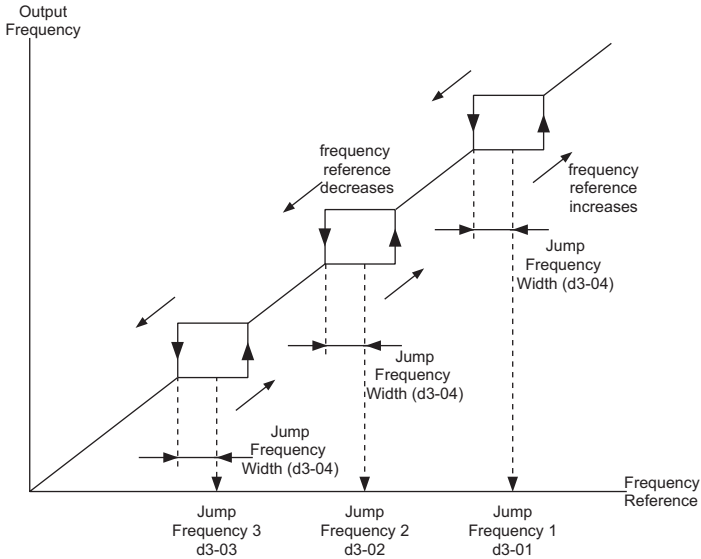 Output
Frequency
frequency
reference
decreases
frequency
reference
increases
Jump
Frequency
Width (d3-04)
Jump
Frequency
Width (d3-04)
Jump
Frequency
Width (d3-04)
Frequency
Reference
Jump
Frequency 3
d3-03
Jump
Frequency 2
d3-02
Jump
Frequency 1
d3-01